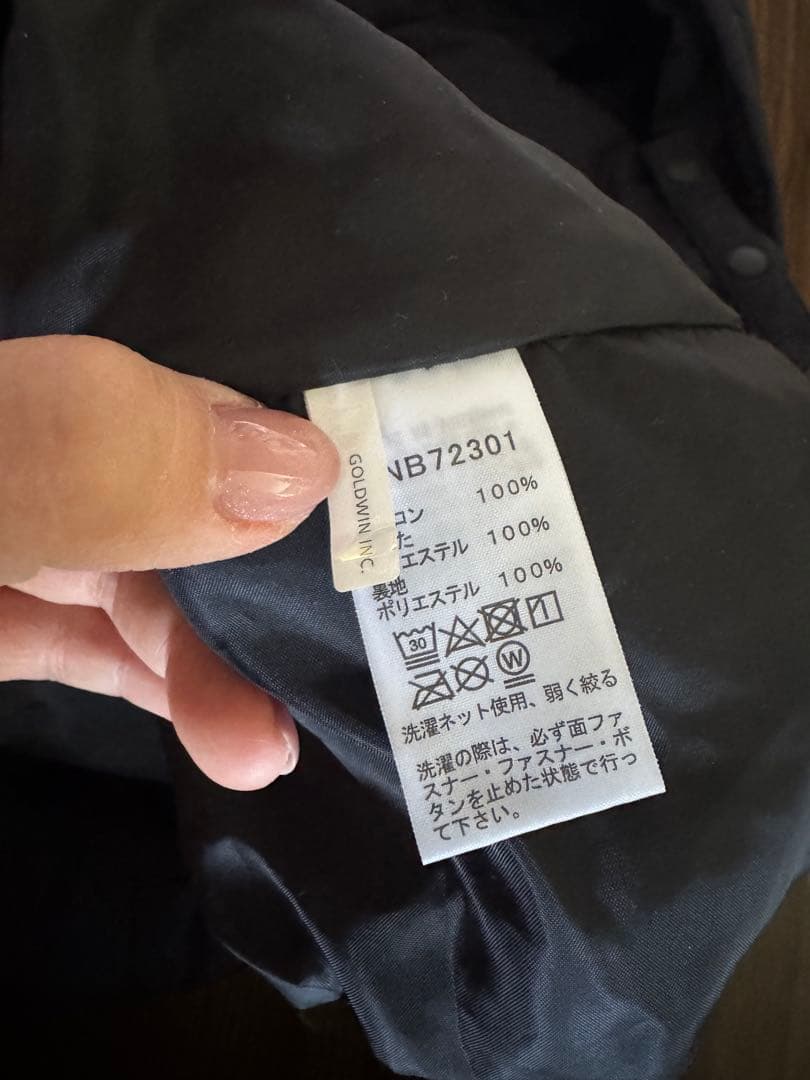 GOLDWIN INC.
NB72301
コン 100%
た
エステル 100%
裏地
ポリエステル 100%
30
1
W
洗濯ネット使用、弱く絞る
洗濯の際は、必ず面ファ
スナー・ファスナー・ボ
タンを止めた状態で行っ
て下さい。